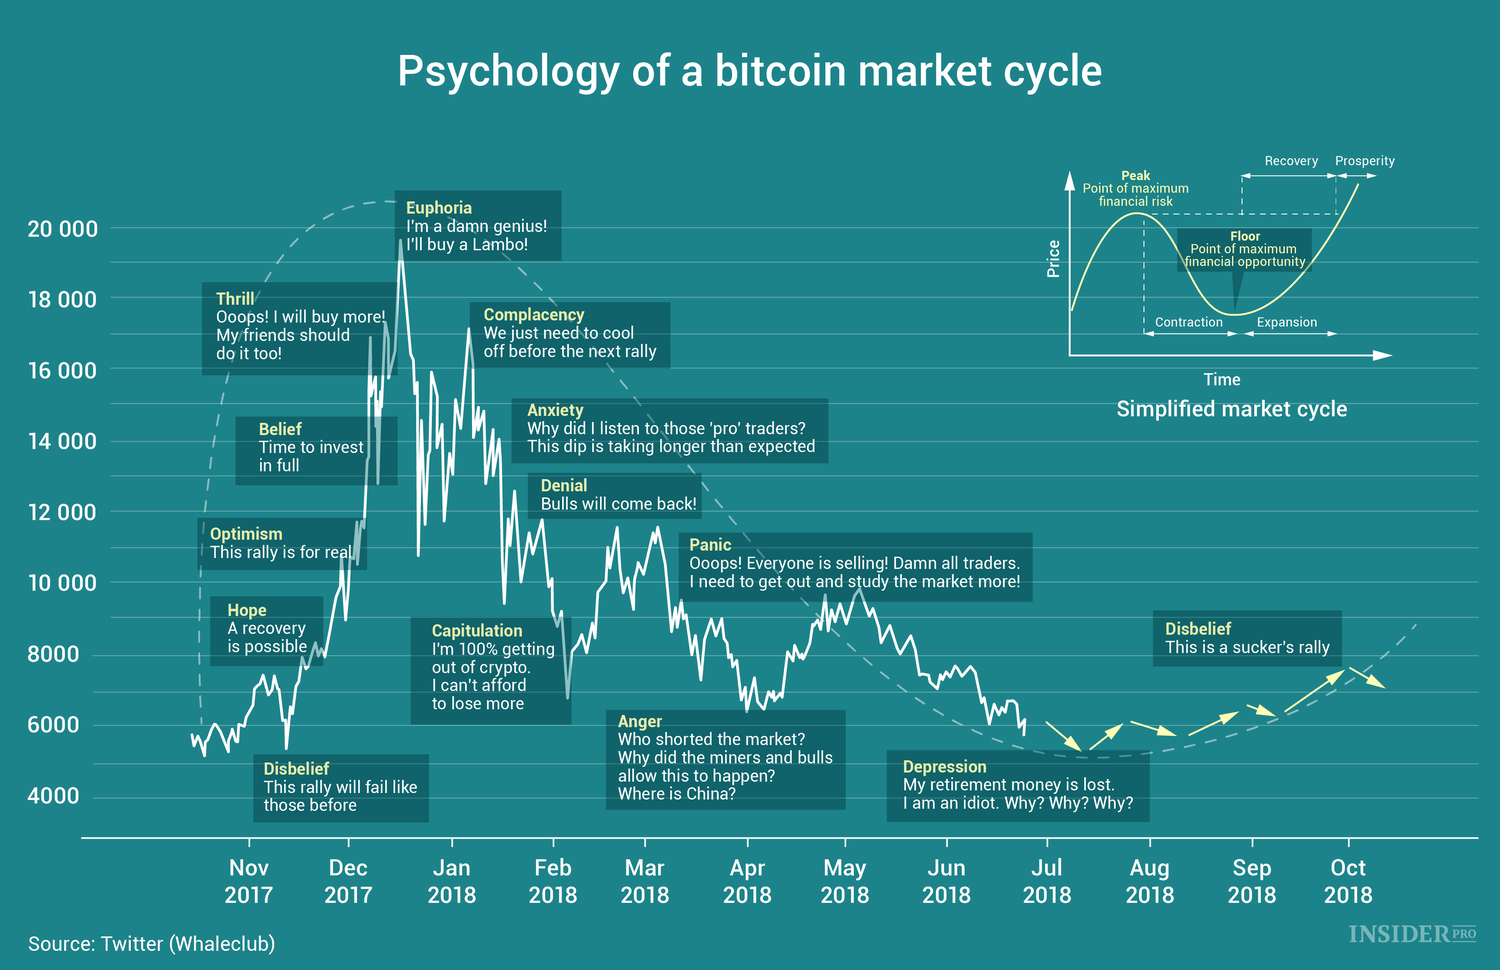 Psychology of a bitcoin market cycle
Recovery
Prosperity
Peak
Point of maximum
financial risk
Floor
Point of maximum
financial opportunity
Price
Contraction
Expansion
Time
Simplified market cycle
20 000
18 000
16 000
14 000
12 000
10 000
8000
6000
4000
Euphoria
I'm a damn genius!
I'll buy a Lambo!
Thrill
Ooops! I will buy more!
My friends should
do it too!
Complacency
We just need to cool
off before the next rally
Belief
Time to invest
in full
Anxiety
Why did I listen to those 'pro' traders?
This dip is taking longer than expected
Denial
Bulls will come back!
Optimism
This rally is for real
Panic
Ooops! Everyone is selling! Damn all traders.
I need to get out and study the market more!
Hope
A recovery
is possible
Capitulation
I'm 100% getting
out of crypto.
I can't afford
to lose more
Disbelief
This is a sucker's rally
Anger
Who shorted the market?
Why did the miners and bulls
allow this to happen?
Where is China?
Disbelief
This rally will fail like
those before
Depression
My retirement money is lost.
I am an idiot. Why? Why? Why?
Nov
2017
Dec
2017
Jan
2018
Feb
2018
Mar
2018
Apr
2018
May
2018
Jun
2018
Jul
2018
Aug
2018
Sep
2018
Oct
2018
Source: Twitter (Whaleclub)
INSIDER PRO